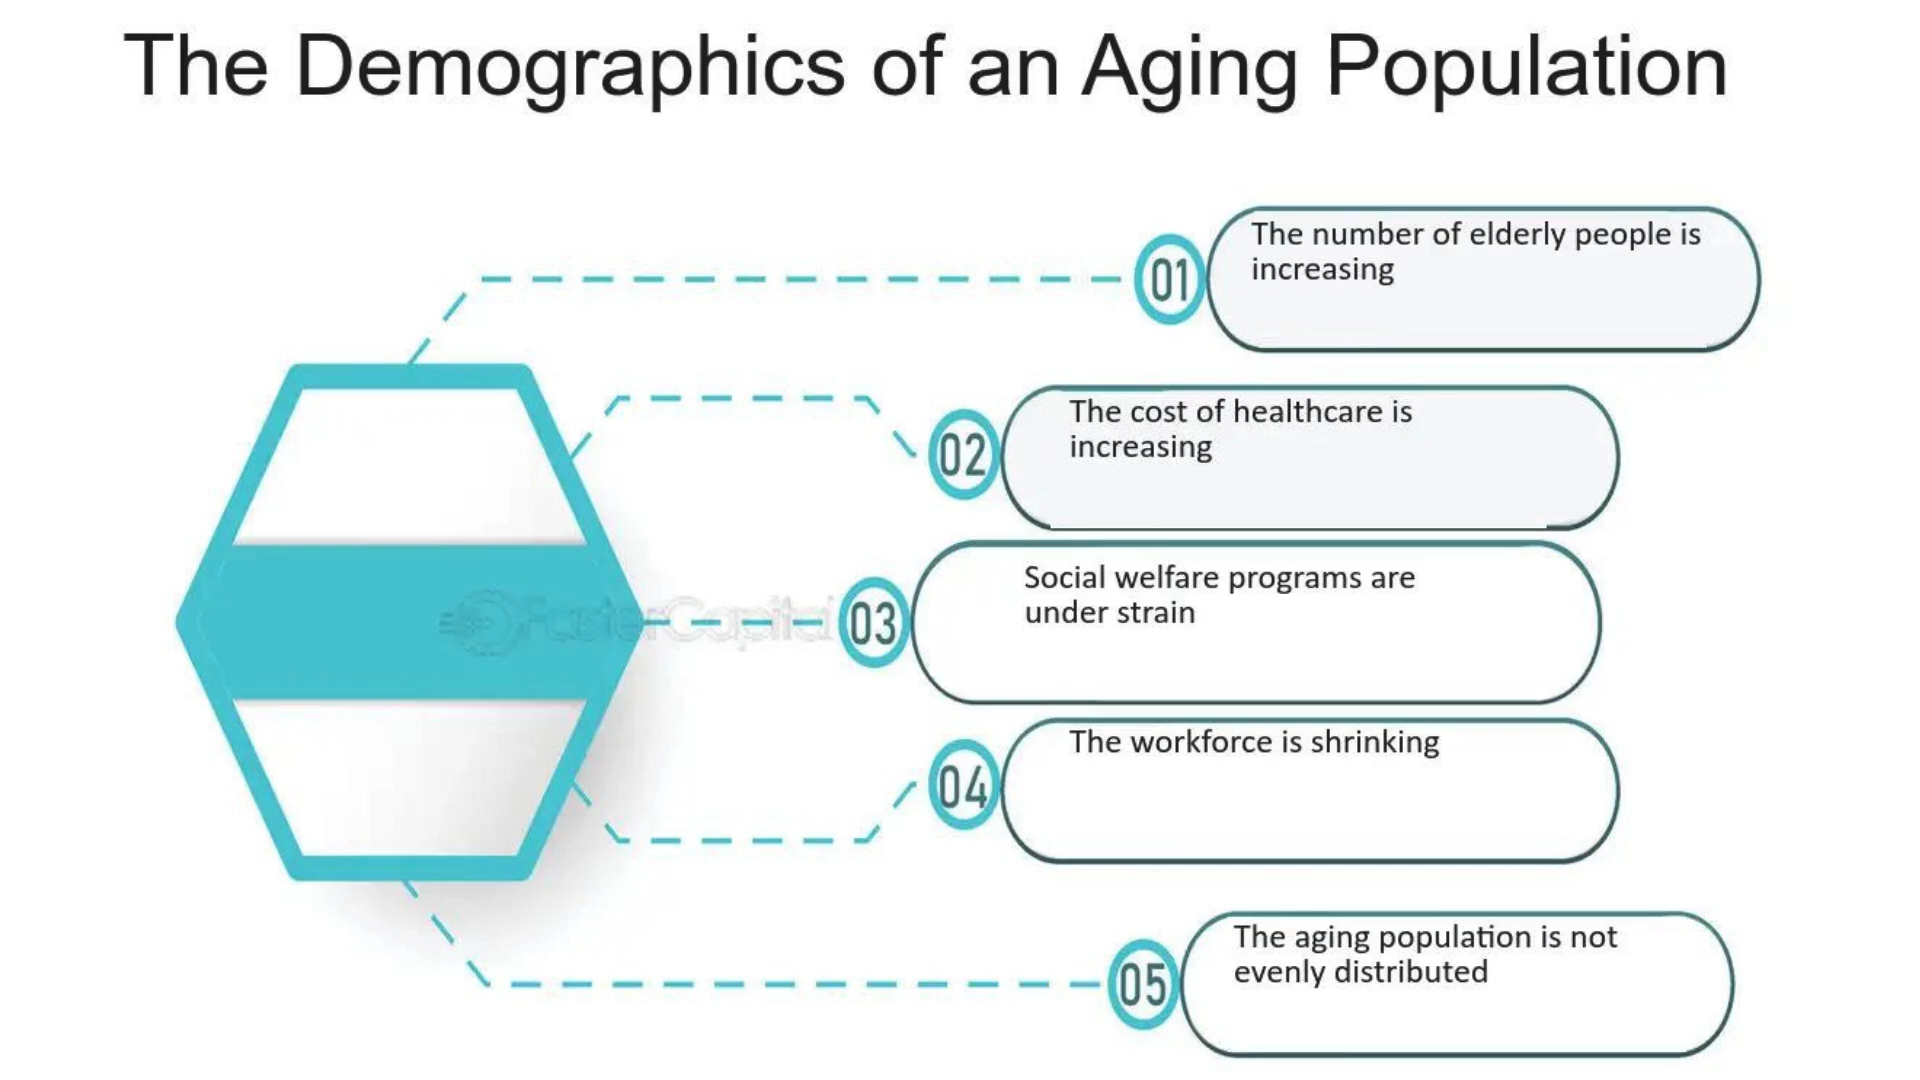 The Demographics of an Aging Population
01
The number of elderly people is
increasing
02
The cost of healthcare is
increasing
FasterCapital
03
Social welfare programs are
under strain
04
The workforce is shrinking
05
The aging population is not
evenly distributed